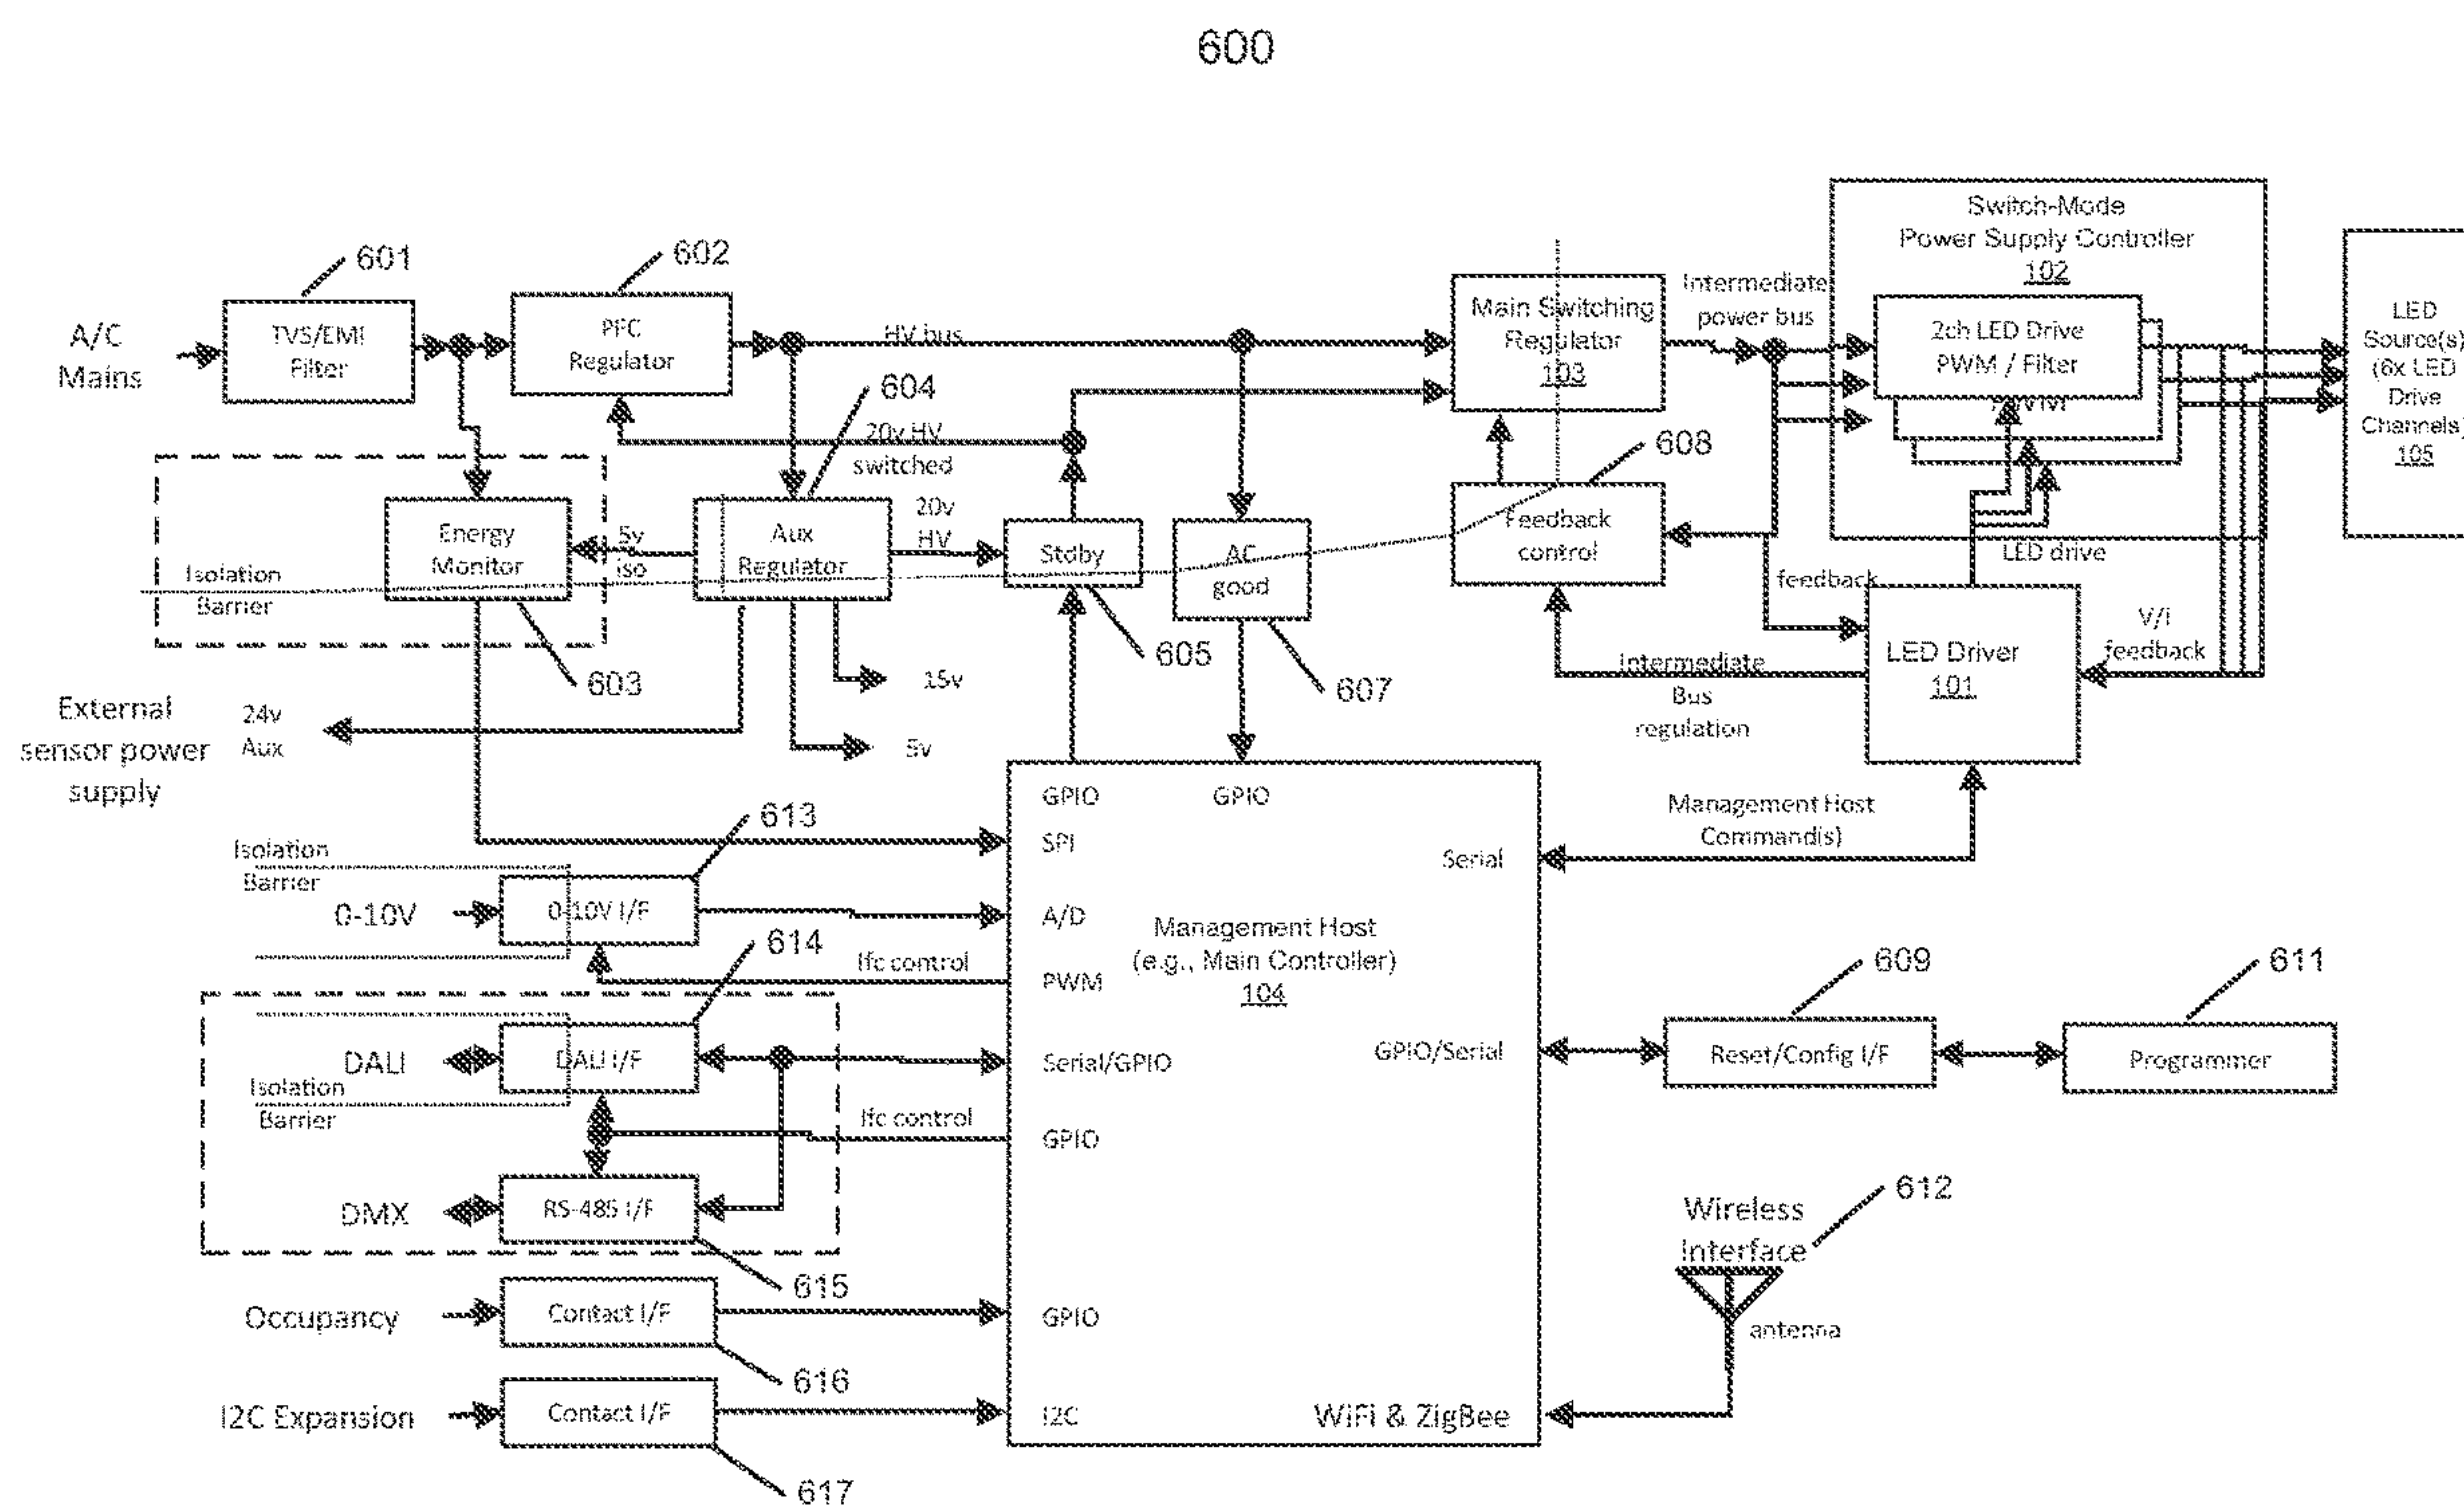 600
601
602
A/C
Mains
TVS/EMI
Filter
PFC
Regulator
HV bus
Main Switching
Regulator
103
Intermediate
power bus
Switch-Mode
Power Supply Controller
102
2ch LED Drive
PWM / Filter
LED
Source(s)
(6x LED
Drive
Channels)
105
604
20v HV
switched
608
Energy
Monitor
5v
iso
Aux
Regulator
20v
HV
Stdby
AC
good
Feedback
control
LED drive
Isolation
Barrier
feedback
603
605
607
LED Driver
101
V/I
feedback
Intermediate
Bus
regulation
15v
5v
External
sensor power
supply
24v
Aux
GPIO
GPIO
SPI
A/D
PWM
Serial/GPIO
GPIO
GPIO
I2C
Serial
GPIO/Serial
WiFi & ZigBee
Management Host
(e.g., Main Controller)
104
Management Host
Command(s)
613
Isolation
Barrier
0-10V
0-10V I/F
614
Ifc control
DALI
DALI I/F
Isolation
Barrier
Ifc control
DMX
RS-485 I/F
615
Occupancy
Contact I/F
616
I2C Expansion
Contact I/F
617
609
Reset/Config I/F
611
Programmer
612
Wireless
Interface
antenna